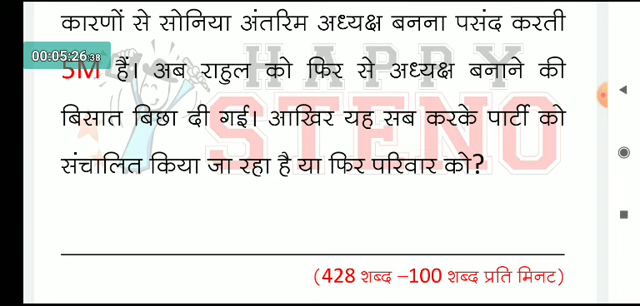 कारणों से सोनिया अंतरिम अध्यक्ष बनना पसंद करती
00:05:26:38
5M हैं। अब राहुल को फिर से अध्यक्ष बनाने की
HAPPY
बिसात बिछा दी गई। आखिर यह सब करके पार्टी को
STENO
संचालित किया जा रहा है या फिर परिवार को?
(428 शब्द –100 शब्द प्रति मिनट)